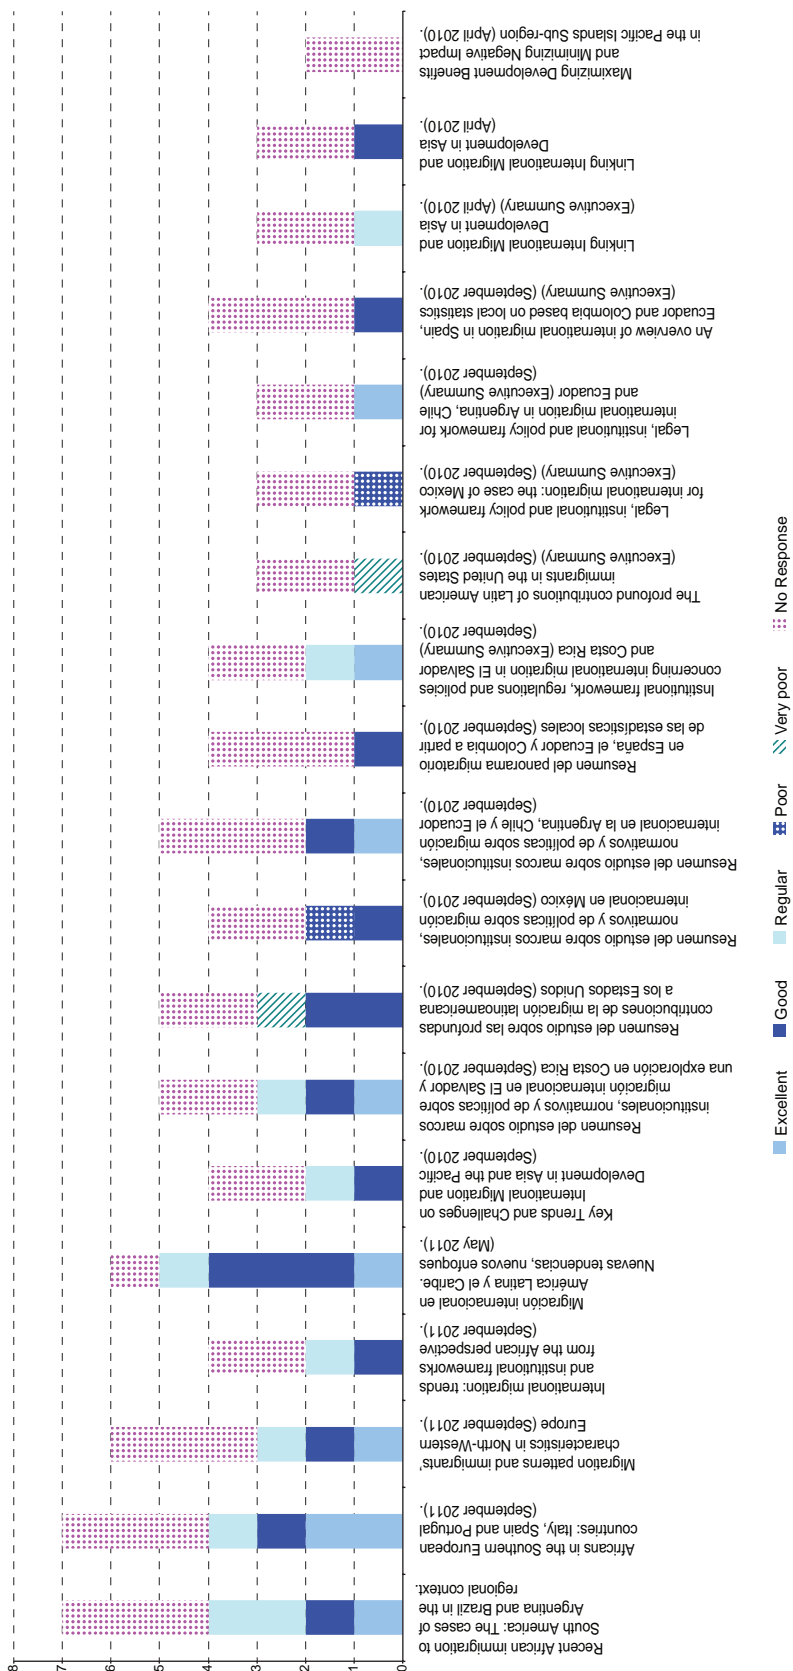 8
7
6
5
4
3
2
1
0
Recent African immigration to
South America: The cases of
Argentina and Brazil in the
regional context.
Africans in the Southern European
countries: Italy, Spain and Portugal
(September 2011).
Migration patterns and immigrants'
characteristics in North-Western
Europe (September 2011).
International migration: trends
and institutional frameworks
from the African perspective
(September 2011).
Migración internacional en
América Latina y el Caribe.
Nuevas tendencias, nuevos enfoques
(May 2011).
Key Trends and Challenges on
International Migration and
Development in Asia and the Pacific
(September 2010).
Resumen del estudio sobre marcos
institucionales, normativos y de políticas sobre
migración internacional en El Salvador y
una exploración en Costa Rica (September 2010).
Resumen del estudio sobre las profundas
contribuciones de la migración latinoamericana
a los Estados Unidos (September 2010).
Resumen del estudio sobre marcos institucionales,
normativos y de políticas sobre migración
internacional en México (September 2010).
Resumen del estudio sobre marcos institucionales,
normativos y de políticas sobre migración
internacional en la Argentina, Chile y el Ecuador
(September 2010).
Resumen del panorama migratorio
en España, el Ecuador y Colombia a partir
de las estadísticas locales (September 2010).
Institutional framework, regulations and policies
concerning international migration in El Salvador
and Costa Rica (Executive Summary)
(September 2010).
The profound contributions of Latin American
immigrants in the United States
(Executive Summary) (September 2010).
Legal, institutional and policy framework
for international migration: the case of Mexico
(Executive Summary) (September 2010).
Legal, institutional and policy framework for
international migration in Argentina, Chile
and Ecuador (Executive Summary)
(September 2010).
An overview of international migration in Spain,
Ecuador and Colombia based on local statistics
(Executive Summary) (September 2010).
Linking International Migration and
Development in Asia
(Executive Summary) (April 2010).
Linking International Migration and
Development in Asia
(April 2010).
Maximizing Development Benefits
and Minimizing Negative Impact
in the Pacific Islands Sub-region (April 2010).
Excellent
Good
Regular
Poor
Very poor
No Response